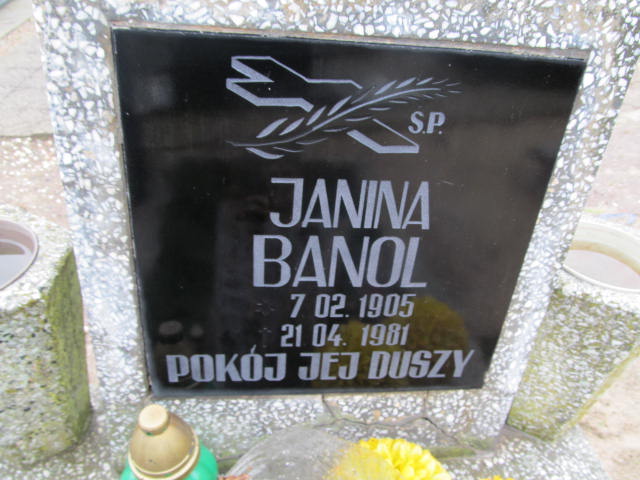 S.P.
JANINA
BANOL
7 02. 1905
21 04. 1981
POKÓJ JEJ DUSZY